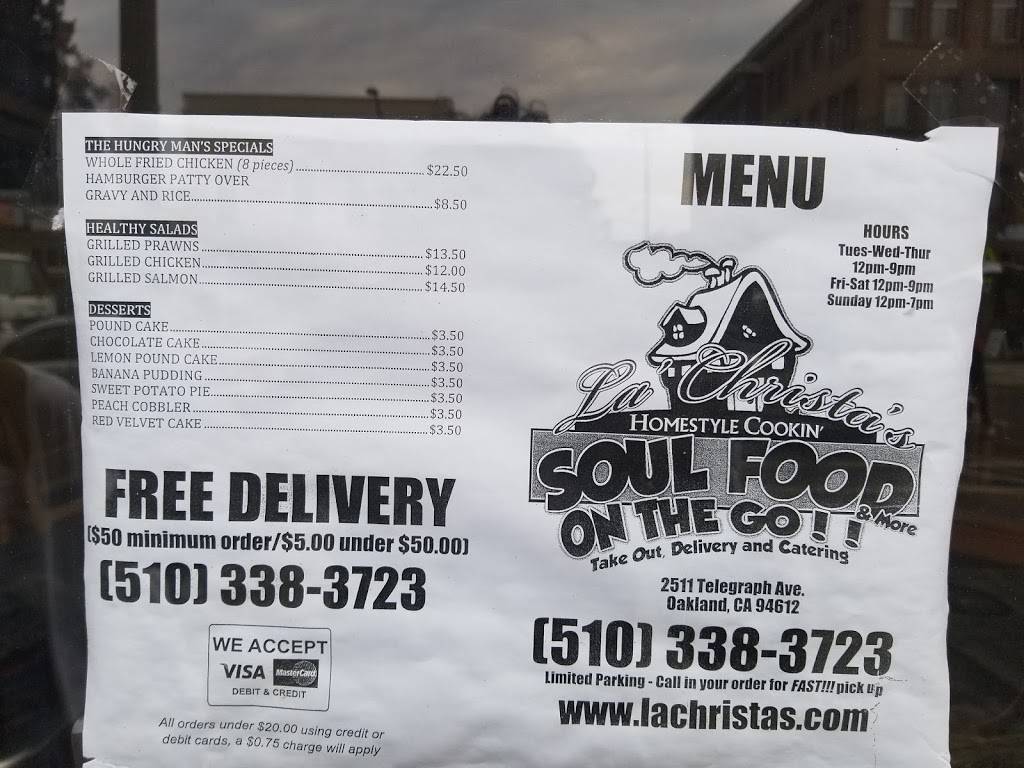 THE HUNGRY MAN'S SPECIALS
WHOLE FRIED CHICKEN (8 pieces) $22.50
HAMBURGER PATTY OVER
GRAVY AND RICE $8.50
HEALTHY SALADS
GRILLED PRAWNS $13.50
GRILLED CHICKEN $12.00
GRILLED SALMON $14.50
DESSERTS
POUND CAKE $3.50
CHOCOLATE CAKE $3.50
LEMON POUND CAKE $3.50
BANANA PUDDING $3.50
SWEET POTATO PIE $3.50
PEACH COBBLER $3.50
RED VELVET CAKE $3.50
FREE DELIVERY
($50 minimum order/$5.00 under $50.00)
(510) 338-3723
WE ACCEPT
VISA MasterCard
DEBIT & CREDIT
All orders under $20.00 using credit or
debit cards, a $0.75 charge will apply
MENU
HOURS
Tues-Wed-Thur
12pm-9pm
Fri-Sat 12pm-9pm
Sunday 12pm-7pm
La'Christa's
HOMESTYLE COOKIN'
SOUL FOOD
& More
ON THE GO!!
Take Out, Delivery and Catering
2511 Telegraph Ave.
Oakland, CA 94612
(510) 338-3723
Limited Parking - Call in your order for FAST!!! pick up
www.lachristas.com